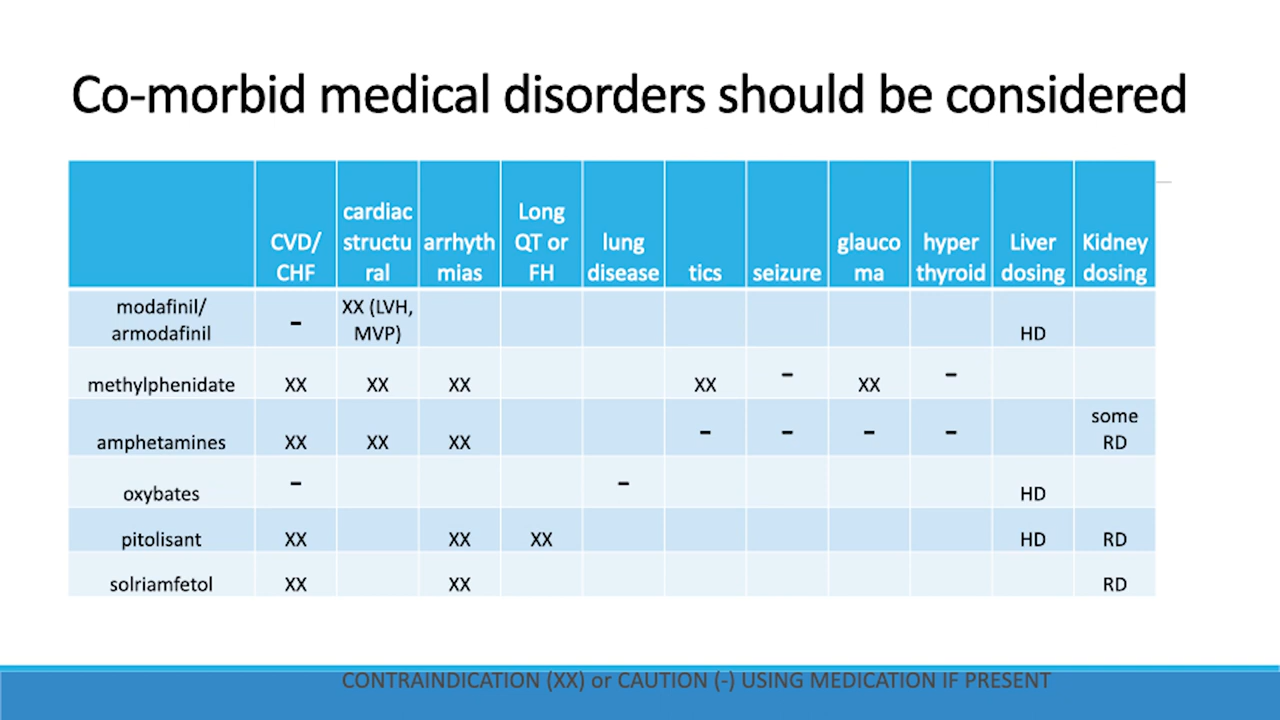 Co-morbid medical disorders should be considered
CVD/
CHF
cardiac
structu
ral
arrhyth
mias
Long
QT or
FH
lung
disease
tics
seizure
glauco
ma
hyper
thyroid
Liver
dosing
Kidney
dosing
modafinil/
armodafinil
-
XX (LVH,
MVP)
HD
methylphenidate
XX
XX
XX
XX
-
XX
-
amphetamines
XX
XX
XX
-
-
-
-
some
RD
oxybates
-
-
HD
pitolisant
XX
XX
XX
HD
RD
solriamfetol
XX
XX
RD
CONTRAINDICATION (XX) or CAUTION (-) USING MEDICATION IF PRESENT